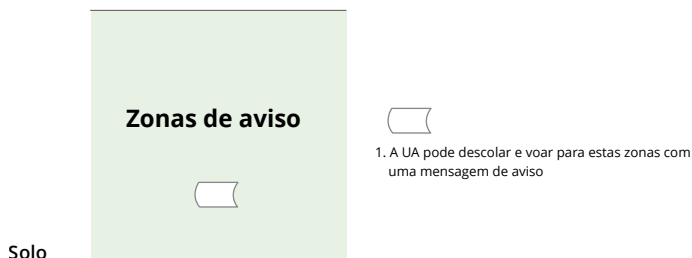 Zonas de aviso
1. A UA pode descolar e voar para estas zonas com
uma mensagem de aviso
Solo